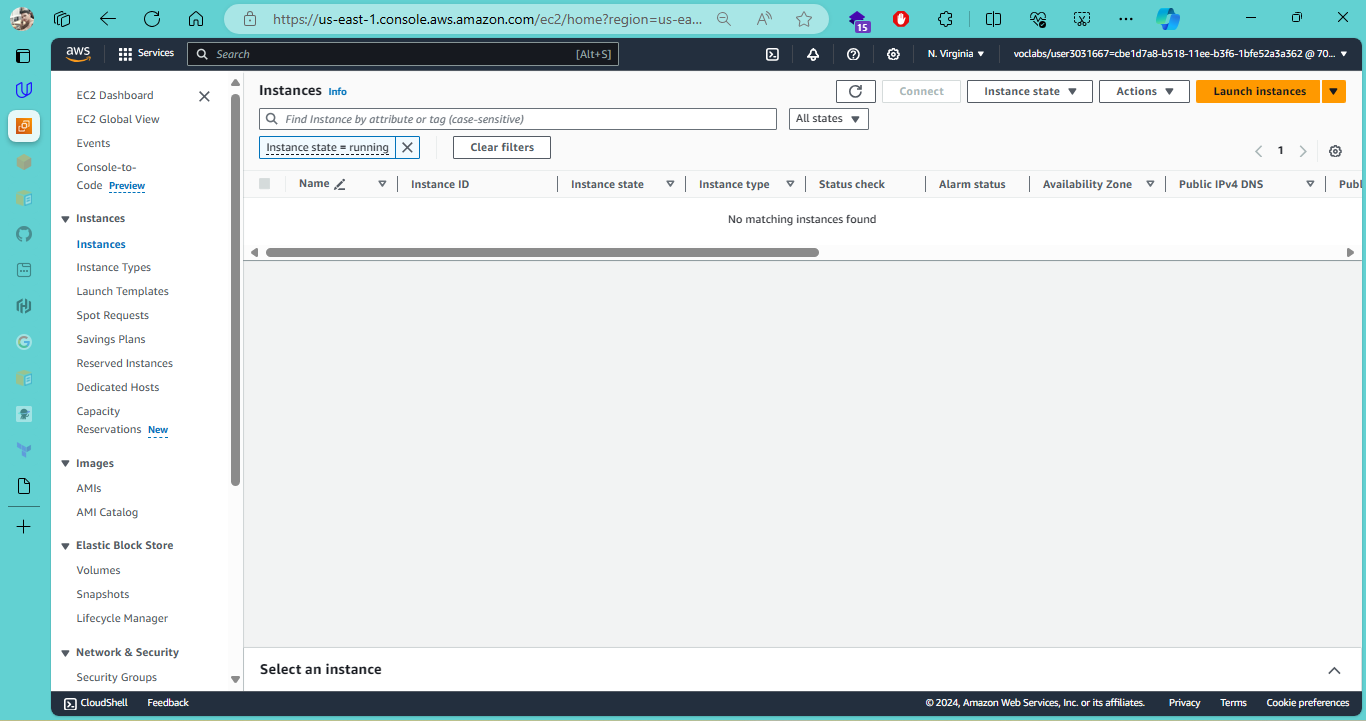 https://us-east-1.console.aws.amazon.com/ec2/home?region=us-ea...
15
aws
Services
Search
[Alt+S]
N. Virginia
voclabs/user3031667=cbe1d7a8-b518-11ee-b3f6-1bfe52a3a362 @ 70...
EC2 Dashboard
EC2 Global View
Events
Console-to-
Code Preview
Instances
Instances
Instance Types
Launch Templates
Spot Requests
Savings Plans
Reserved Instances
Dedicated Hosts
Capacity
Reservations New
Images
AMIs
AMI Catalog
Elastic Block Store
Volumes
Snapshots
Lifecycle Manager
Network & Security
Security Groups
Instances Info
Connect
Instance state
Actions
Launch instances
Find Instance by attribute or tag (case-sensitive)
All states
Instance state = running
Clear filters
1
Name
Instance ID
Instance state
Instance type
Status check
Alarm status
Availability Zone
Public IPv4 DNS
Publ
No matching instances found
Select an instance
CloudShell
Feedback
© 2024, Amazon Web Services, Inc. or its affiliates.
Privacy
Terms
Cookie preferences